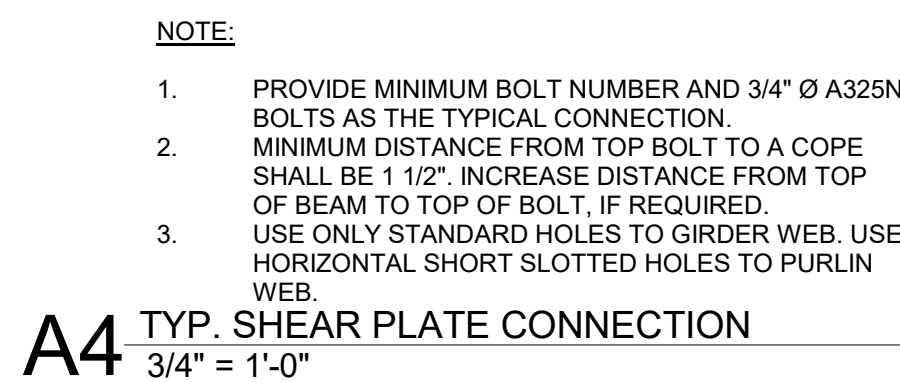 NOTE:
1. PROVIDE MINIMUM BOLT NUMBER AND 3/4" Ø A325N
BOLTS AS THE TYPICAL CONNECTION.
2. MINIMUM DISTANCE FROM TOP BOLT TO A COPE
SHALL BE 1 1/2". INCREASE DISTANCE FROM TOP
OF BEAM TO TOP OF BOLT, IF REQUIRED.
3. USE ONLY STANDARD HOLES TO GIRDER WEB. USE
HORIZONTAL SHORT SLOTTED HOLES TO PURLIN
WEB.
A4 TYP. SHEAR PLATE CONNECTION
3/4" = 1'-0"